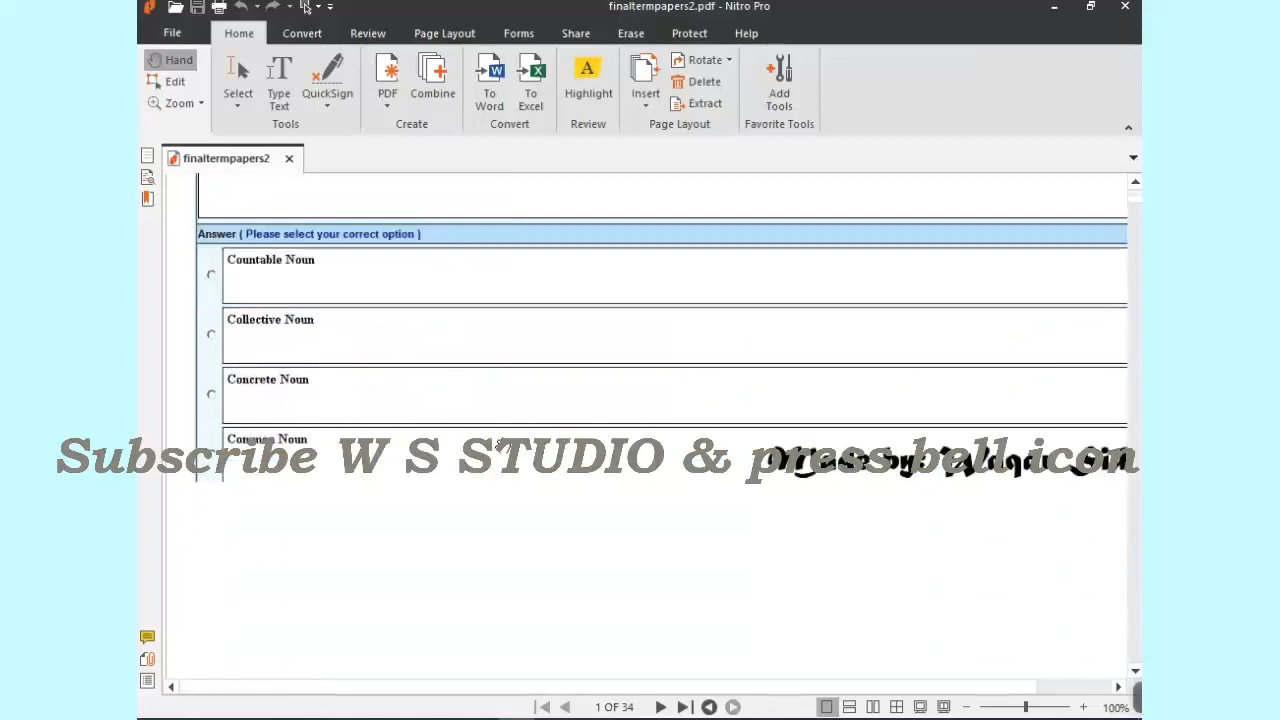 finaltermpapers2.pdf - Nitro Pro
File Home Convert Review Page Layout Forms Share Erase Protect Help
Hand
Edit
Zoom
Select
Type Text
QuickSign
Tools
PDF
Combine
Create
To Word
To Excel
Convert
Highlight
Review
Insert
Rotate
Delete
Extract
Page Layout
Add Tools
Favorite Tools
finaltermpapers2
Answer ( Please select your correct option )
Countable Noun
Collective Noun
Concrete Noun
Common Noun
Subscribe W S STUDIO & press bell icon
by:
1 OF 34
100%